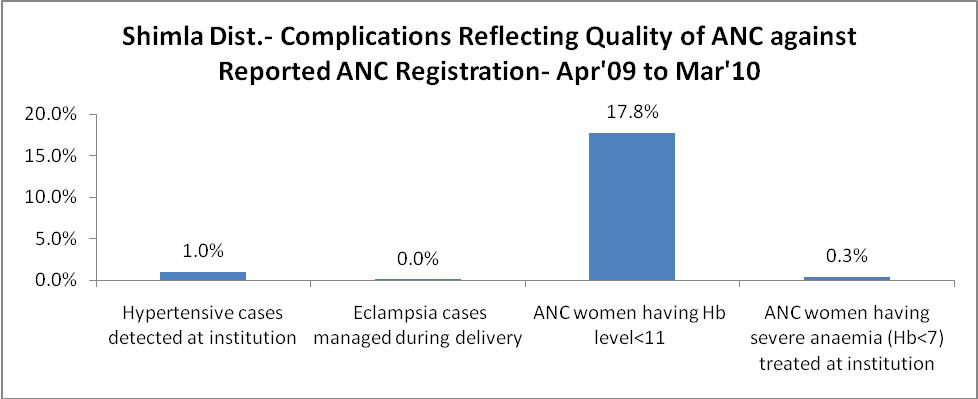 Shimla Dist.- Complications Reflecting Quality of ANC against
Reported ANC Registration- Apr'09 to Mar'10
20.0%
15.0%
10.0%
5.0%
0.0%
1.0%
0.0%
17.8%
0.3%
Hypertensive cases
detected at institution
Eclampsia cases
managed during delivery
ANC women having Hb
level<11
ANC women having
severe anaemia (Hb<7)
treated at institution